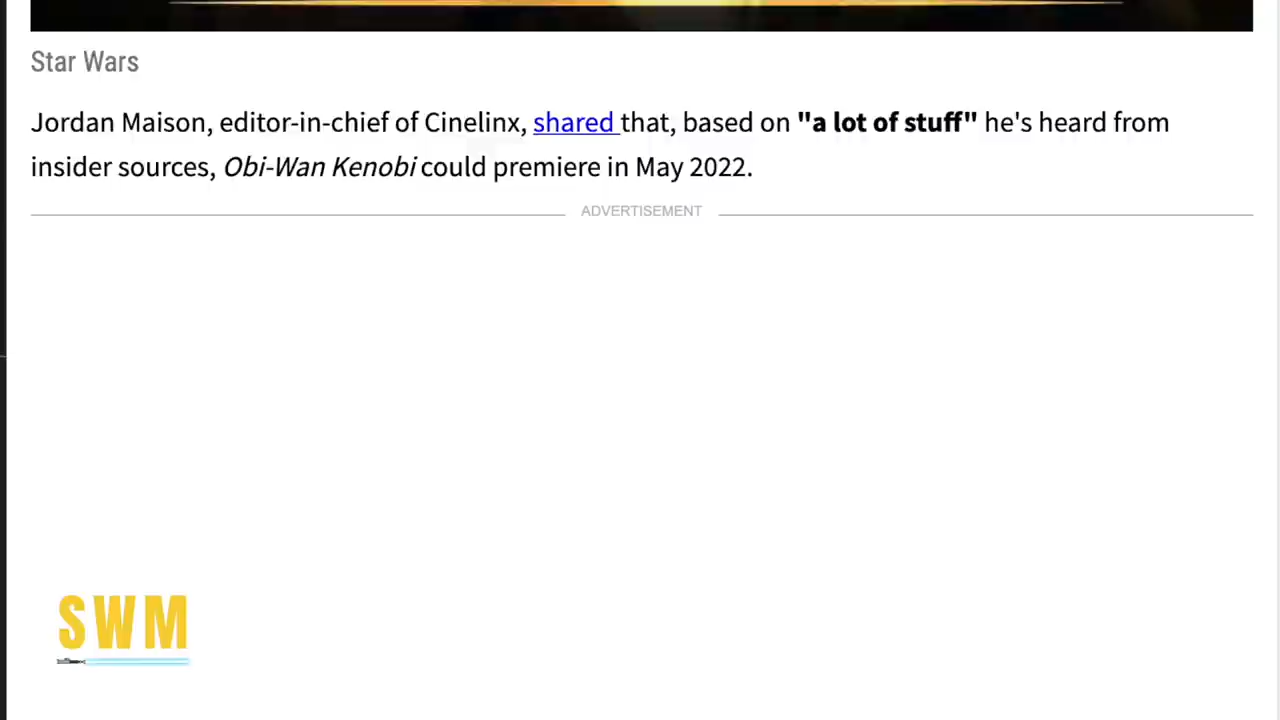 Star Wars
Jordan Maison, editor-in-chief of Cinelinx, shared that, based on "a lot of stuff" he's heard from
insider sources, Obi-Wan Kenobi could premiere in May 2022.
ADVERTISEMENT
SWM